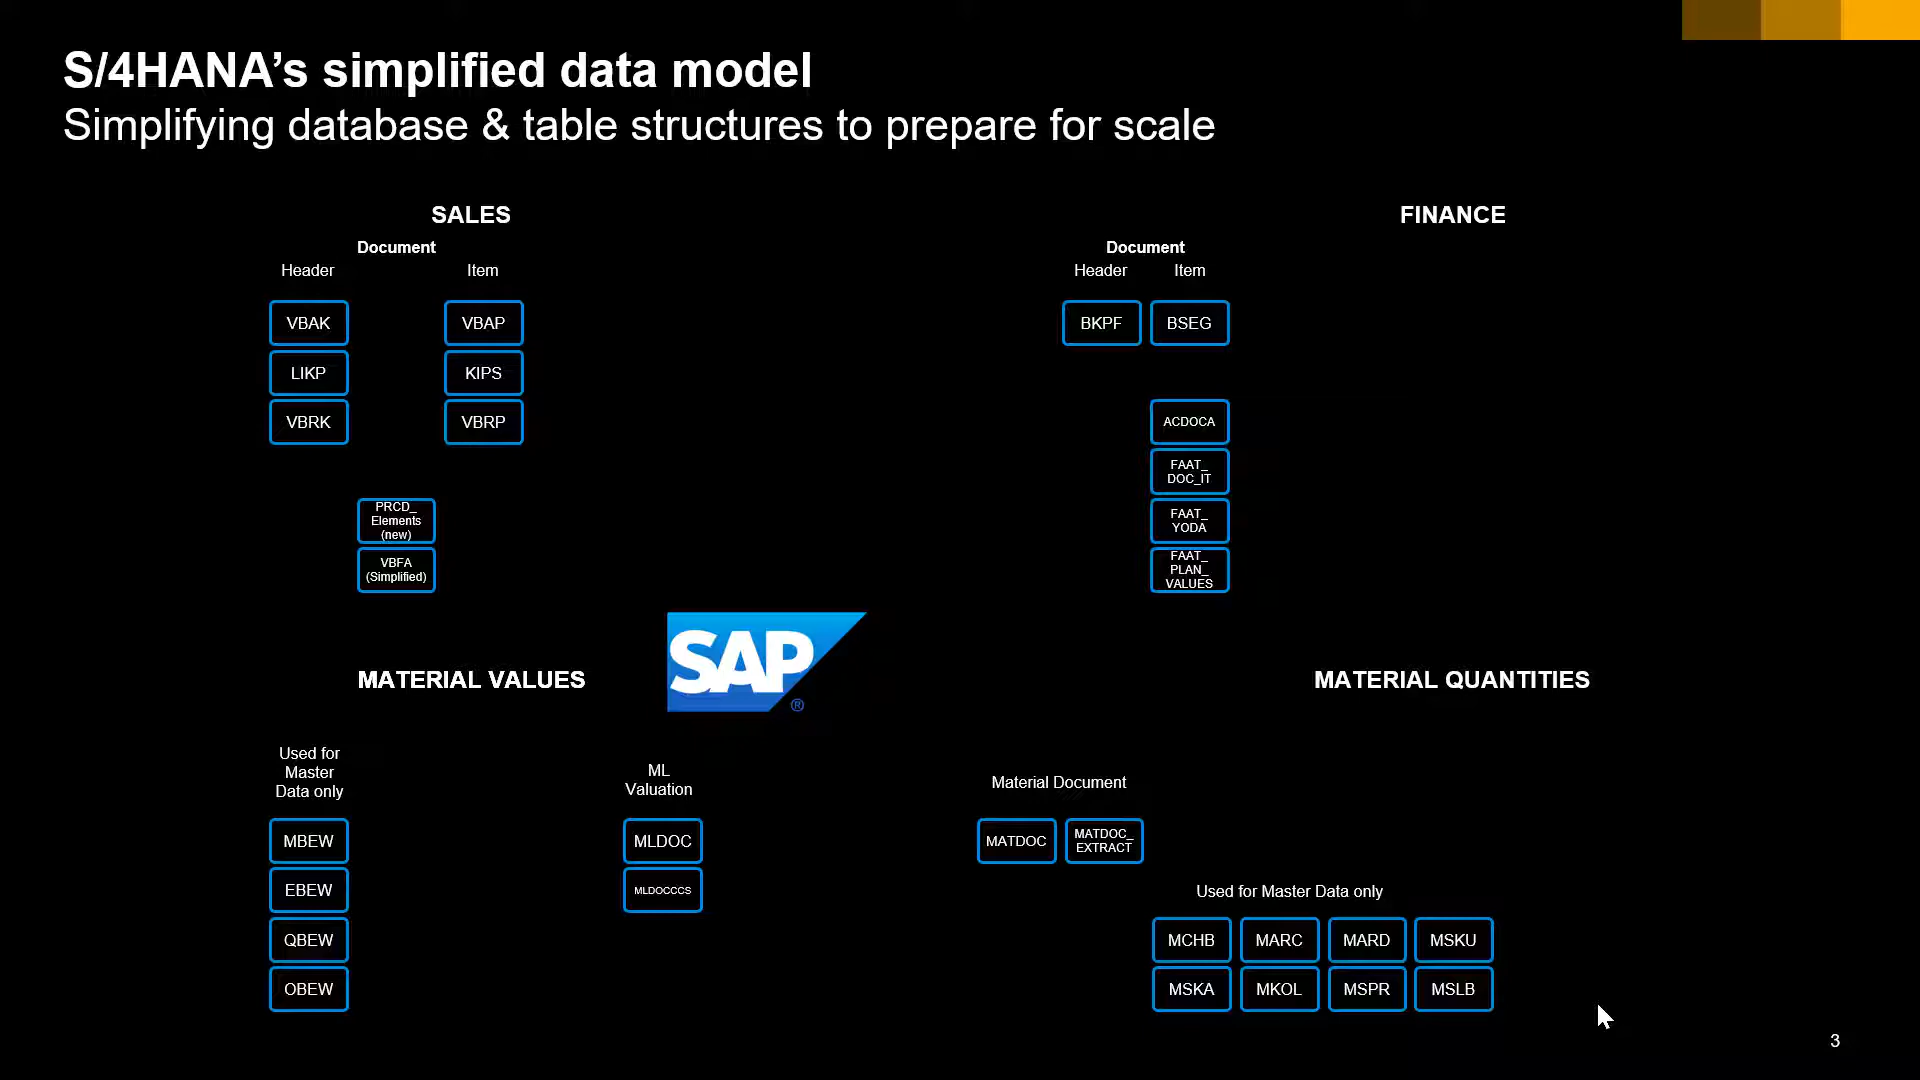 S/4HANA’s simplified data model
Simplifying database & table structures to prepare for scale
SALES
Document
Header Item
VBAK VBAP
LIKP KIPS
VBRK VBRP
PRCD_
Elements
(new)
VBFA
(Simplified)
FINANCE
Document
Header Item
BKPF BSEG
ACDOCA
FAAT_
DOC_IT
FAAT_
YODA
FAAT_
PLAN_
VALUES
SAP
®
MATERIAL VALUES
Used for
Master
Data only
MBEW
EBEW
QBEW
OBEW
ML
Valuation
MLDOC
MLDOCCCS
MATERIAL QUANTITIES
Material Document
MATDOC
MATDOC_
EXTRACT
Used for Master Data only
MCHB MARC MARD MSKU
MSKA MKOL MSPR MSLB
3